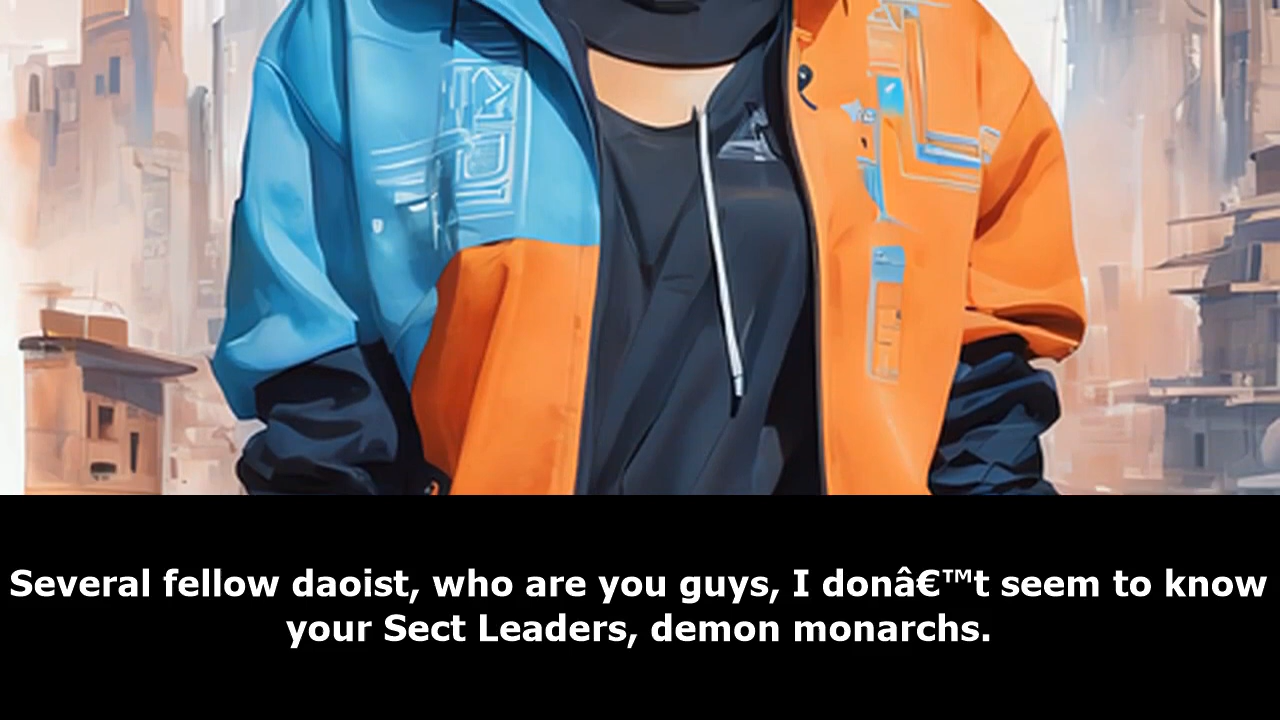 Several fellow daoist, who are you guys, I donâ€™t seem to know
your Sect Leaders, demon monarchs.